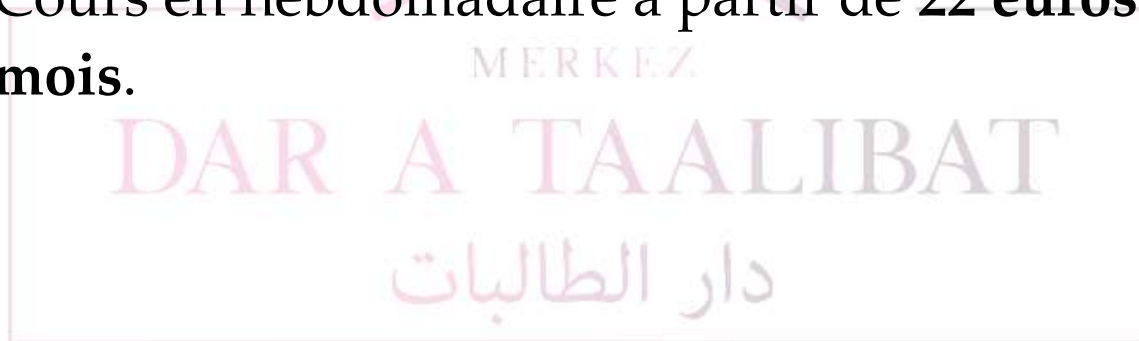 Cours en hebdomadaire à partir de 22 euros
mois.
MERKEZ
DAR A TAALIBAT
دار الطالبات